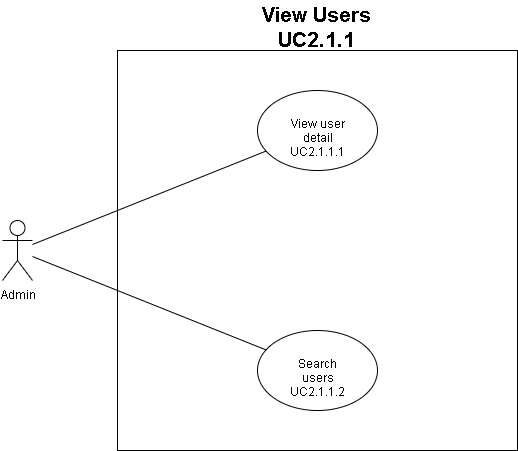 View Users
UC2.1.1
View user
detail
UC2.1.1.1
Admin
Search
users
UC2.1.1.2